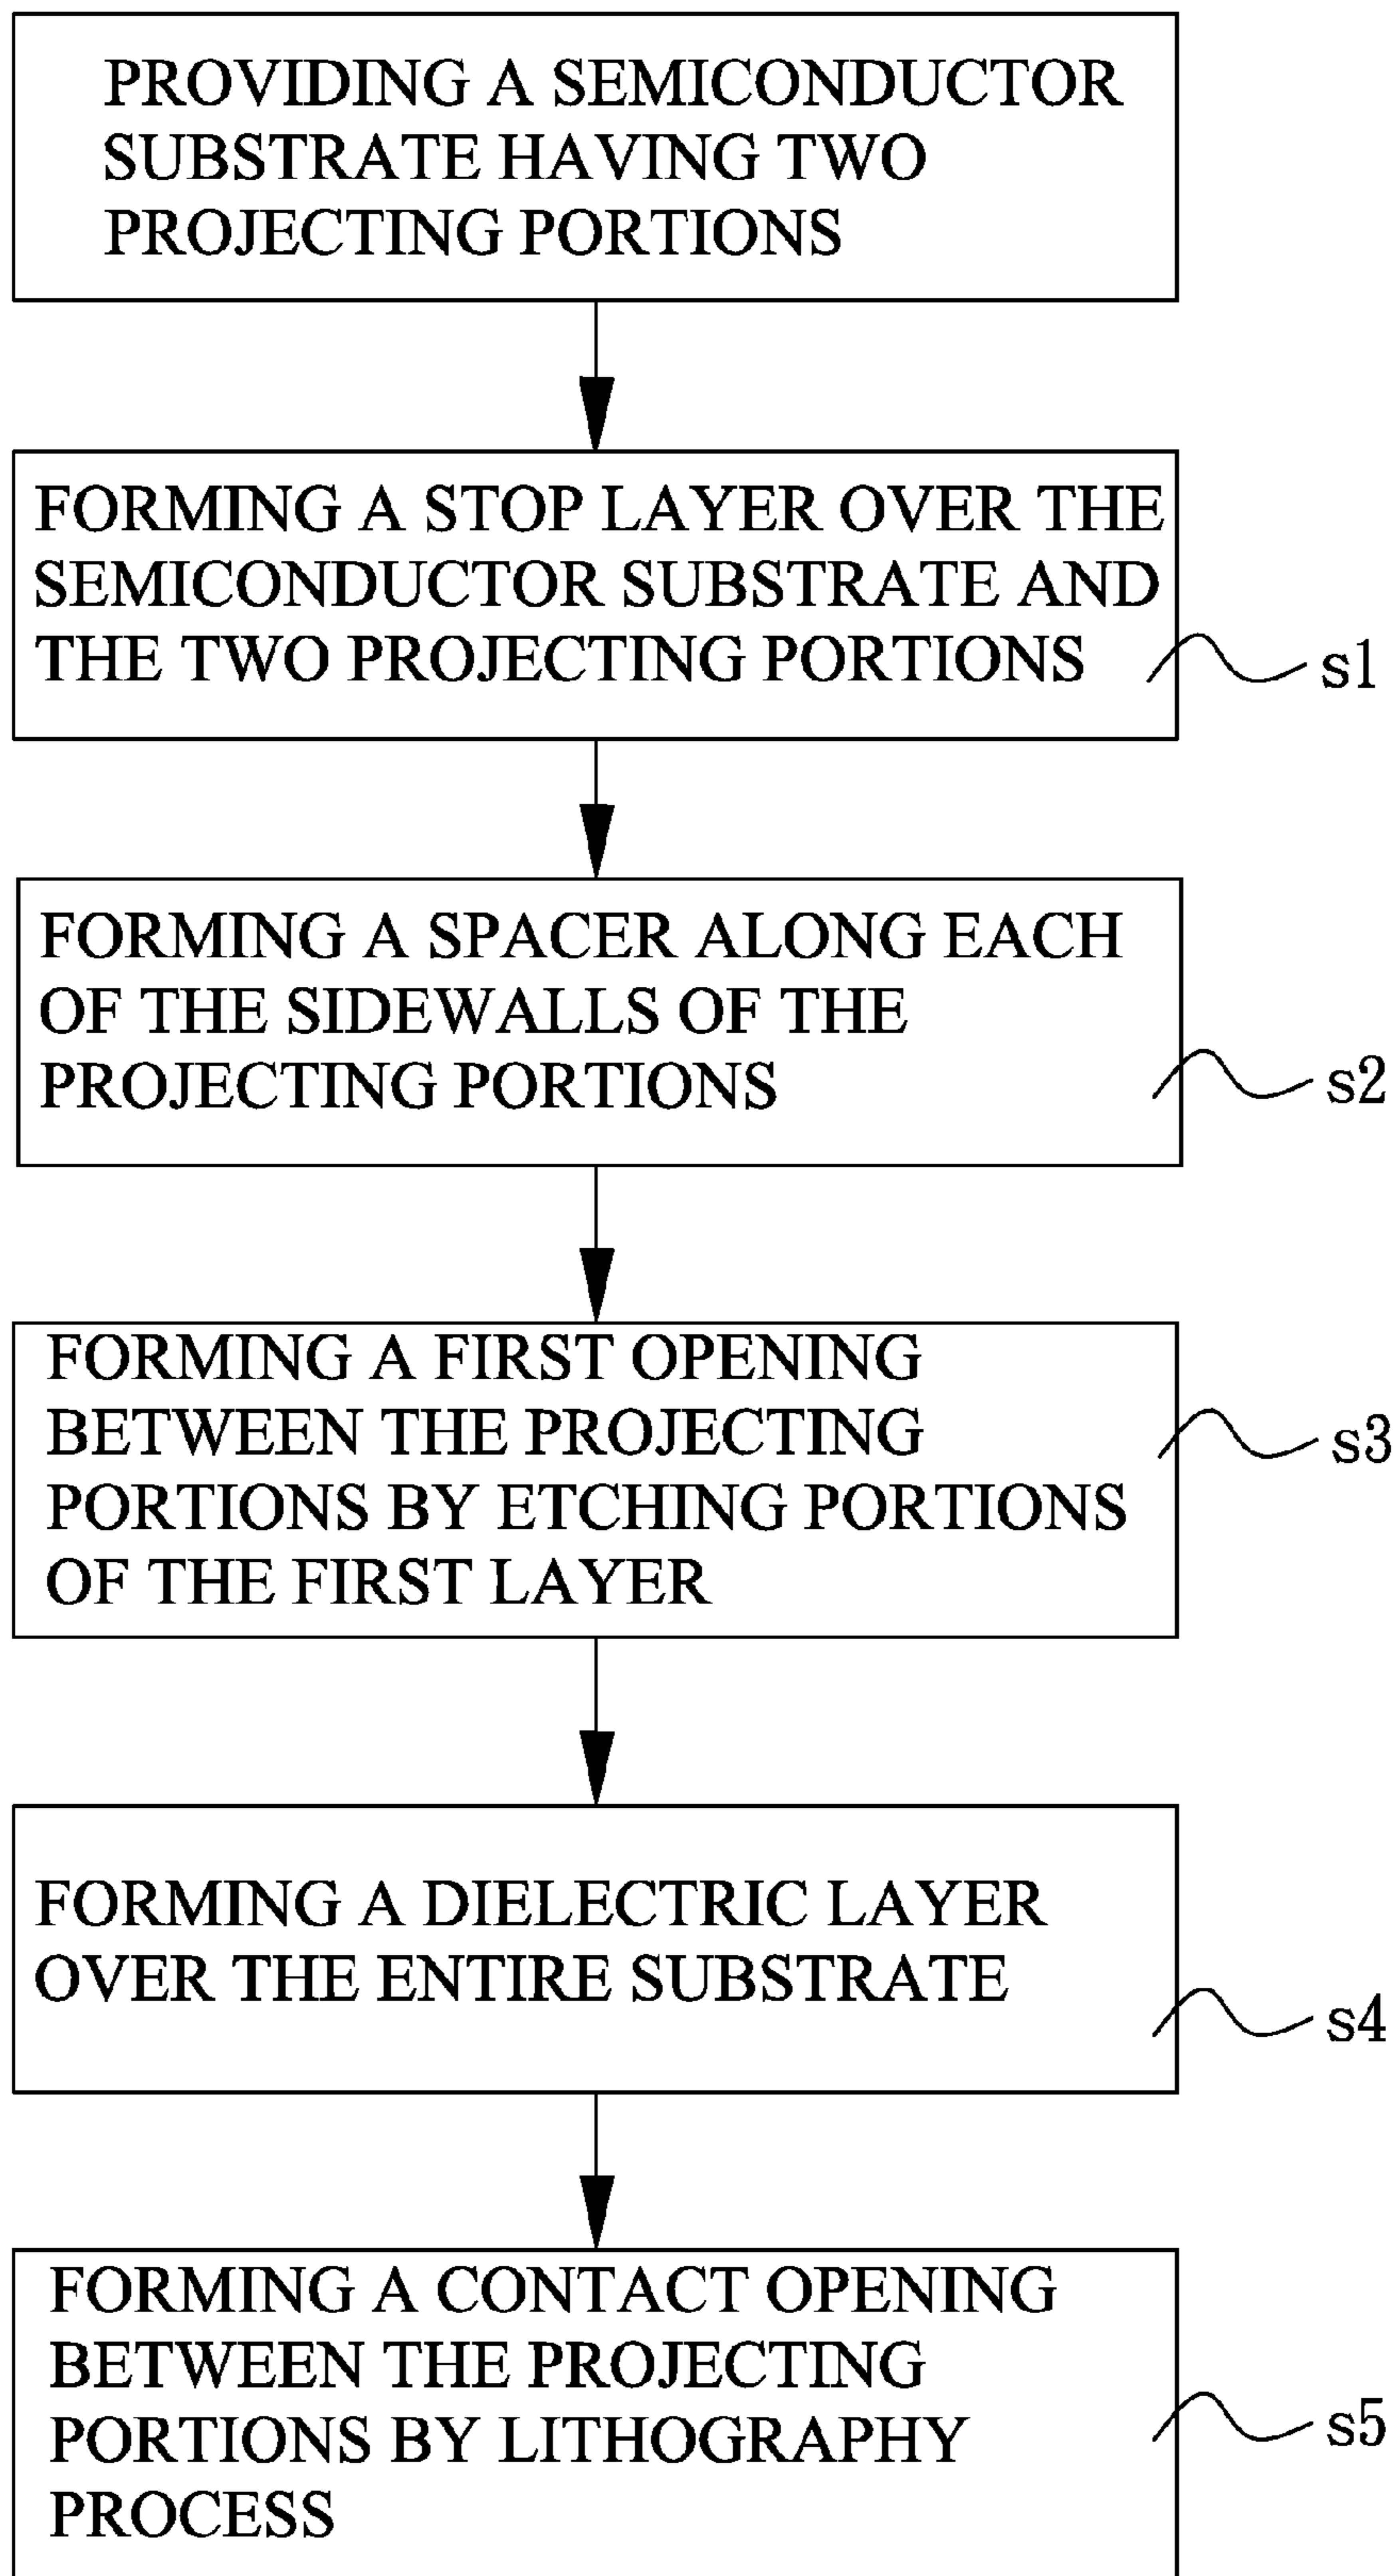 PROVIDING A SEMICONDUCTOR
SUBSTRATE HAVING TWO
PROJECTING PORTIONS
FORMING A STOP LAYER OVER THE
SEMICONDUCTOR SUBSTRATE AND
THE TWO PROJECTING PORTIONS
s1
FORMING A SPACER ALONG EACH
OF THE SIDEWALLS OF THE
PROJECTING PORTIONS
s2
FORMING A FIRST OPENING
BETWEEN THE PROJECTING
PORTIONS BY ETCHING PORTIONS
OF THE FIRST LAYER
s3
FORMING A DIELECTRIC LAYER
OVER THE ENTIRE SUBSTRATE
s4
FORMING A CONTACT OPENING
BETWEEN THE PROJECTING
PORTIONS BY LITHOGRAPHY
PROCESS
s5